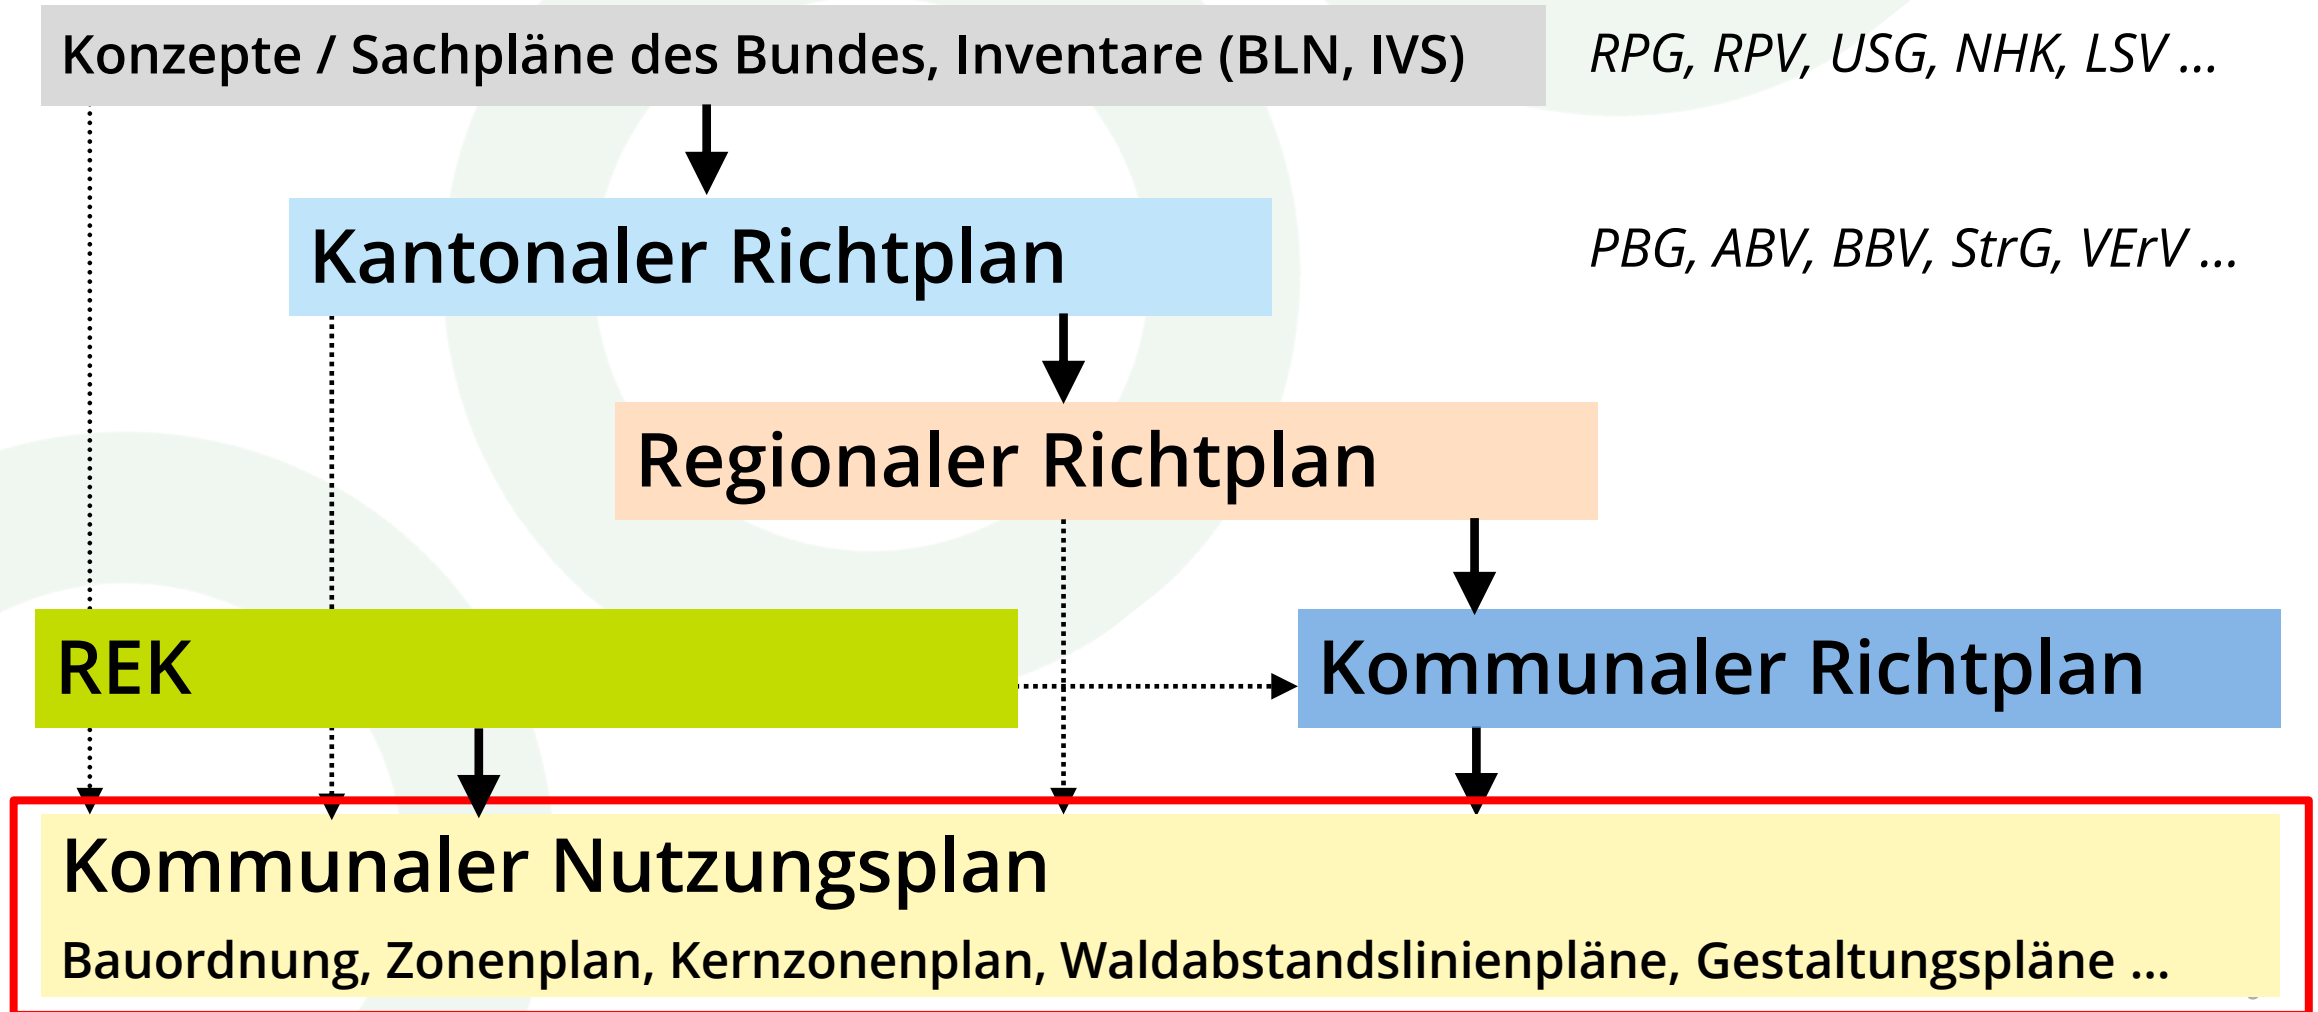 Konzepte / Sachpläne des Bundes, Inventare (BLN, IVS)
RPG, RPV, USG, NHK, LSV ...
Kantonaler Richtplan
PBG, ABV, BBV, StrG, VErV ...
Regionaler Richtplan
REK
Kommunaler Richtplan
Kommunaler Nutzungsplan
Bauordnung, Zonenplan, Kernzonenplan, Waldabstandslinienpläne, Gestaltungspläne ...